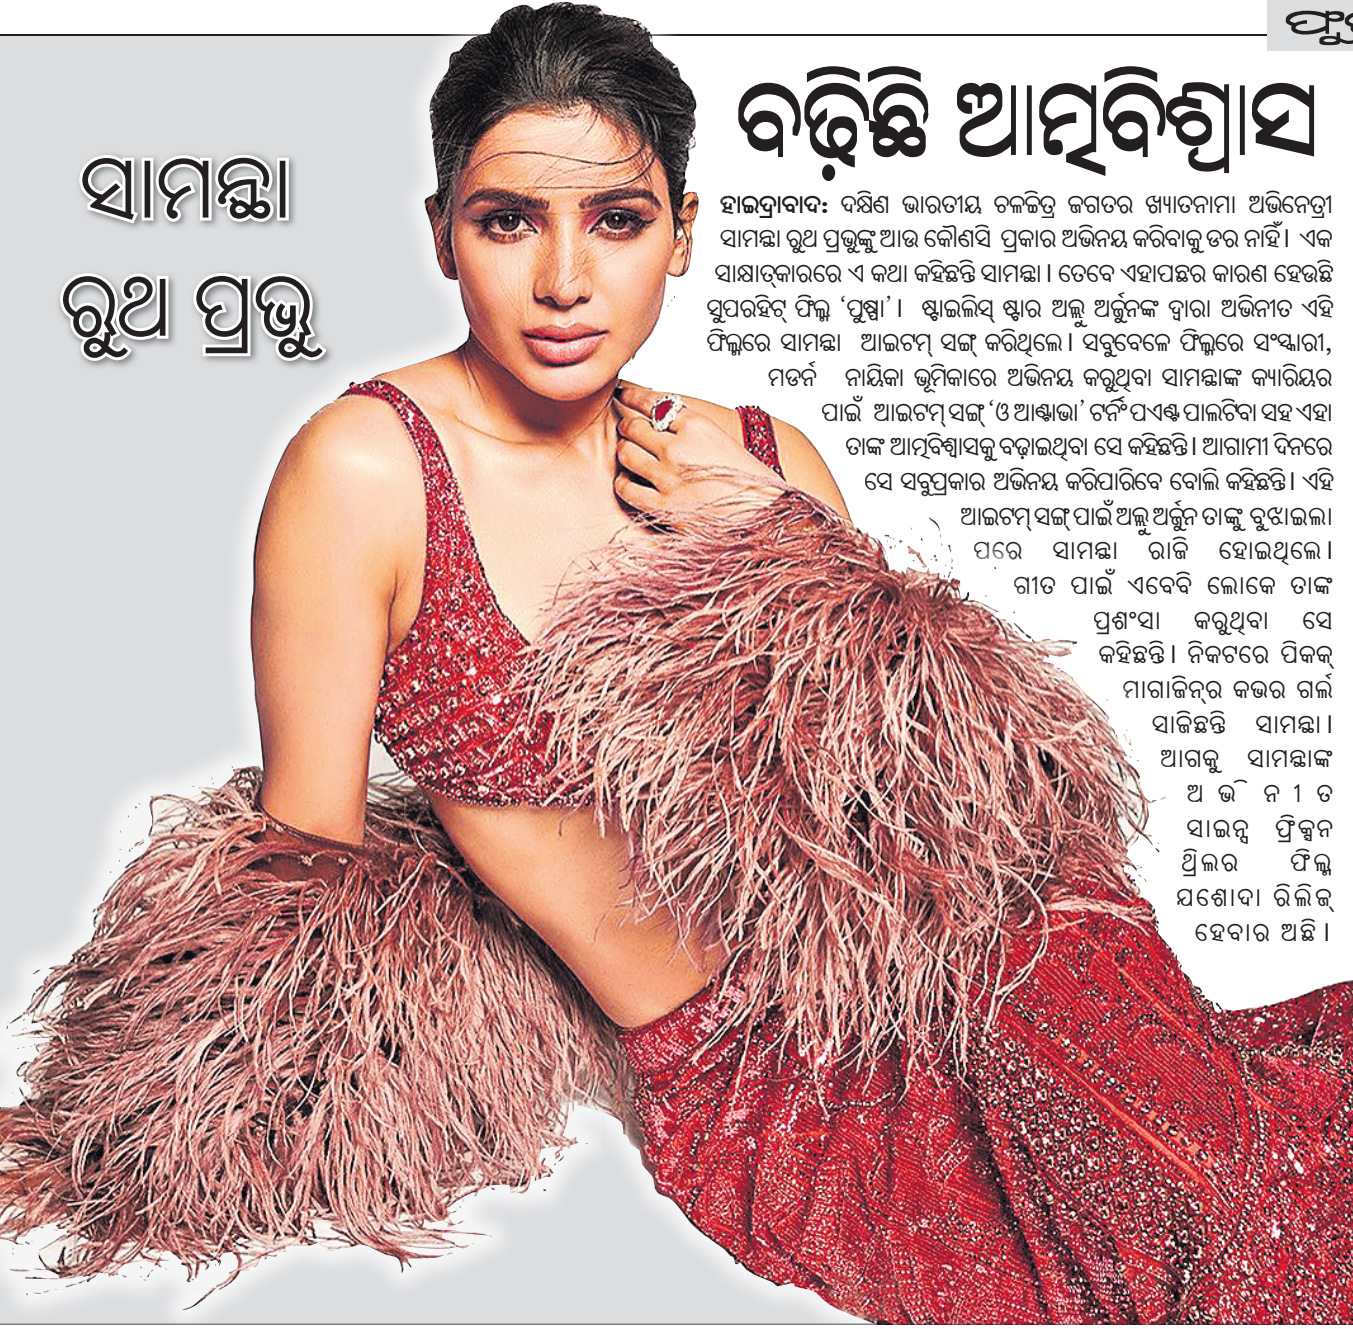 ବଢ଼ିଛି ଆତ୍ମବିଶ୍ୱାସ
ସାମନ୍ଥା
ରୁଥ ପ୍ରଭୁ
ହାଇଦ୍ରାବାଦ: ଦକ୍ଷିଣ ଭାରତୀୟ ଚଳଚ୍ଚିତ୍ର ଜଗତର ଖ୍ୟାତନାମା ଅଭିନେତ୍ରୀ
ସାମନ୍ଥା ରୁଥ ପ୍ରଭୁଙ୍କୁ ଆଉ କୌଣସି ପ୍ରକାର ଅଭିନୟ କରିବାକୁ ଡର ନାହିଁ। ଏକ
ସାକ୍ଷାତ୍‌କାରରେ ଏ କଥା କହିଛନ୍ତି ସାମନ୍ଥା। ତେବେ ଏହାପଛର କାରଣ ହେଉଛି
ସୁପରହିଟ୍ ଫିଲ୍ମ ‘ପୁଷ୍ପା’। ଷ୍ଟାଇଲିସ୍ ଷ୍ଟାର ଅଲ୍ଲୁ ଅର୍ଜୁନଙ୍କ ଦ୍ୱାରା ଅଭିନୀତ ଏହି
ଫିଲ୍ମରେ ସାମନ୍ଥା ଆଇଟମ୍ ସଙ୍ଗ୍ କରିଥିଲେ। ସବୁବେଳେ ଫିଲ୍ମରେ ସଂସ୍କାରୀ,
ମଡର୍ନ ନାୟିକା ଭୂମିକାରେ ଅଭିନୟ କରୁଥିବା ସାମନ୍ଥାଙ୍କ କ୍ୟାରିୟର
ପାଇଁ ଆଇଟମ୍ ସଙ୍ଗ୍ ‘ଓ ଆଣ୍ଟାଭା’ ଟର୍ନିଂ ପଏଣ୍ଟ ପାଲଟିବା ସହ ଏହା
ତାଙ୍କ ଆତ୍ମବିଶ୍ୱାସକୁ ବଢ଼ାଇଥିବା ସେ କହିଛନ୍ତି। ଆଗାମୀ ଦିନରେ
ସେ ସବୁପ୍ରକାର ଅଭିନୟ କରିପାରିବେ ବୋଲି କହିଛନ୍ତି। ଏହି
ଆଇଟମ୍ ସଙ୍ଗ୍ ପାଇଁ ଅଲ୍ଲୁ ଅର୍ଜୁନ ତାଙ୍କୁ ବୁଝାଇଲା
ପରେ ସାମନ୍ଥା ରାଜି ହୋଇଥିଲେ।
ଗୀତ ପାଇଁ ଏବେବି ଲୋକେ ତାଙ୍କ
ପ୍ରଶଂସା କରୁଥିବା ସେ
କହିଛନ୍ତି। ନିକଟରେ ପିକକ୍
ମାଗାଜିନ୍‌ର କଭର ଗର୍ଲ
ସାଜିଛନ୍ତି ସାମନ୍ଥା।
ଆଗକୁ ସାମନ୍ଥାଙ୍କ
ଅଭିନୀତ
ସାଇନ୍ସ ଫ୍ରିକ୍ସନ
ଥ୍ରିଲର ଫିଲ୍ମ
ଯଶୋଦା ରିଲିଜ୍
ହେବାର ଅଛି।